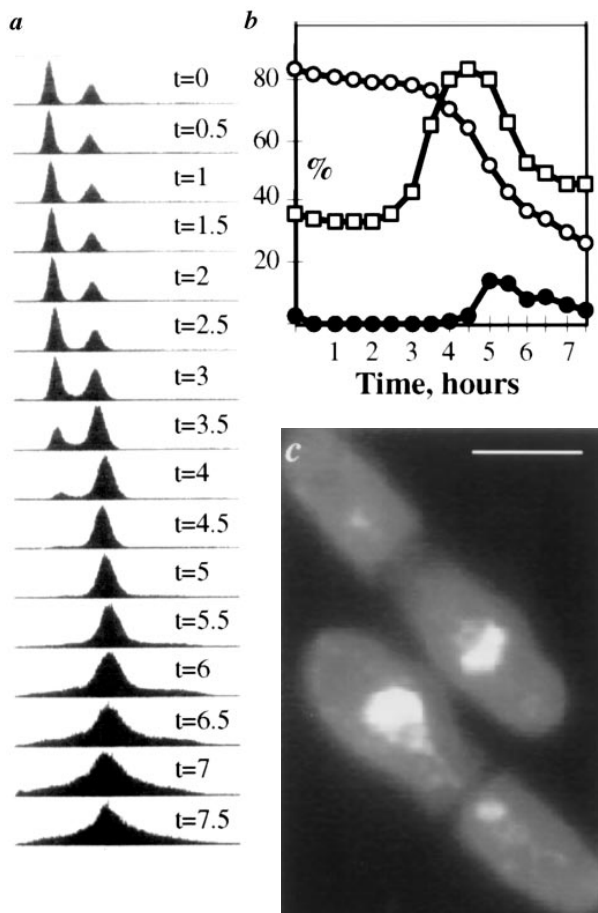 a
t=0
t=0.5
t=1
t=1.5
t=2
t=2.5
t=3
t=3.5
t=4
t=4.5
t=5
t=5.5
t=6
t=6.5
t=7
t=7.5
b
80
60
%
40
20
1 2 3 4 5 6 7
Time, hours
c